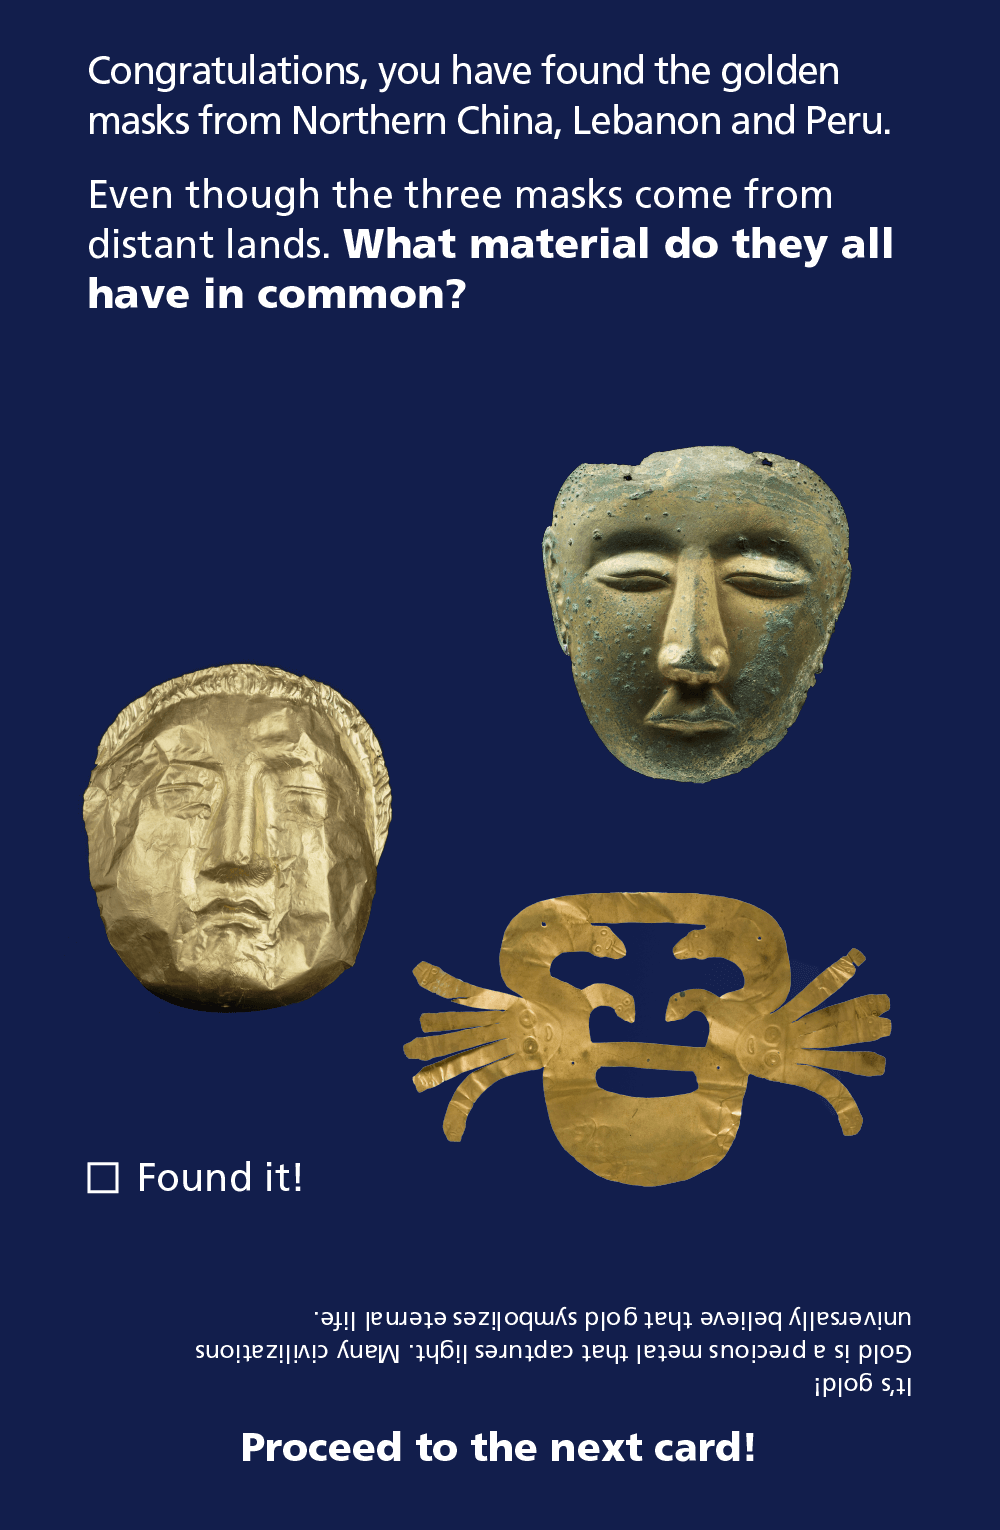 Congratulations, you have found the golden
masks from Northern China, Lebanon and Peru.
Even though the three masks come from
distant lands. What material do they all
have in common?
Found it!
It's gold!
Gold is a precious metal that captures light. Many civilizations
universally believe that gold symbolizes eternal life.
Proceed to the next card!